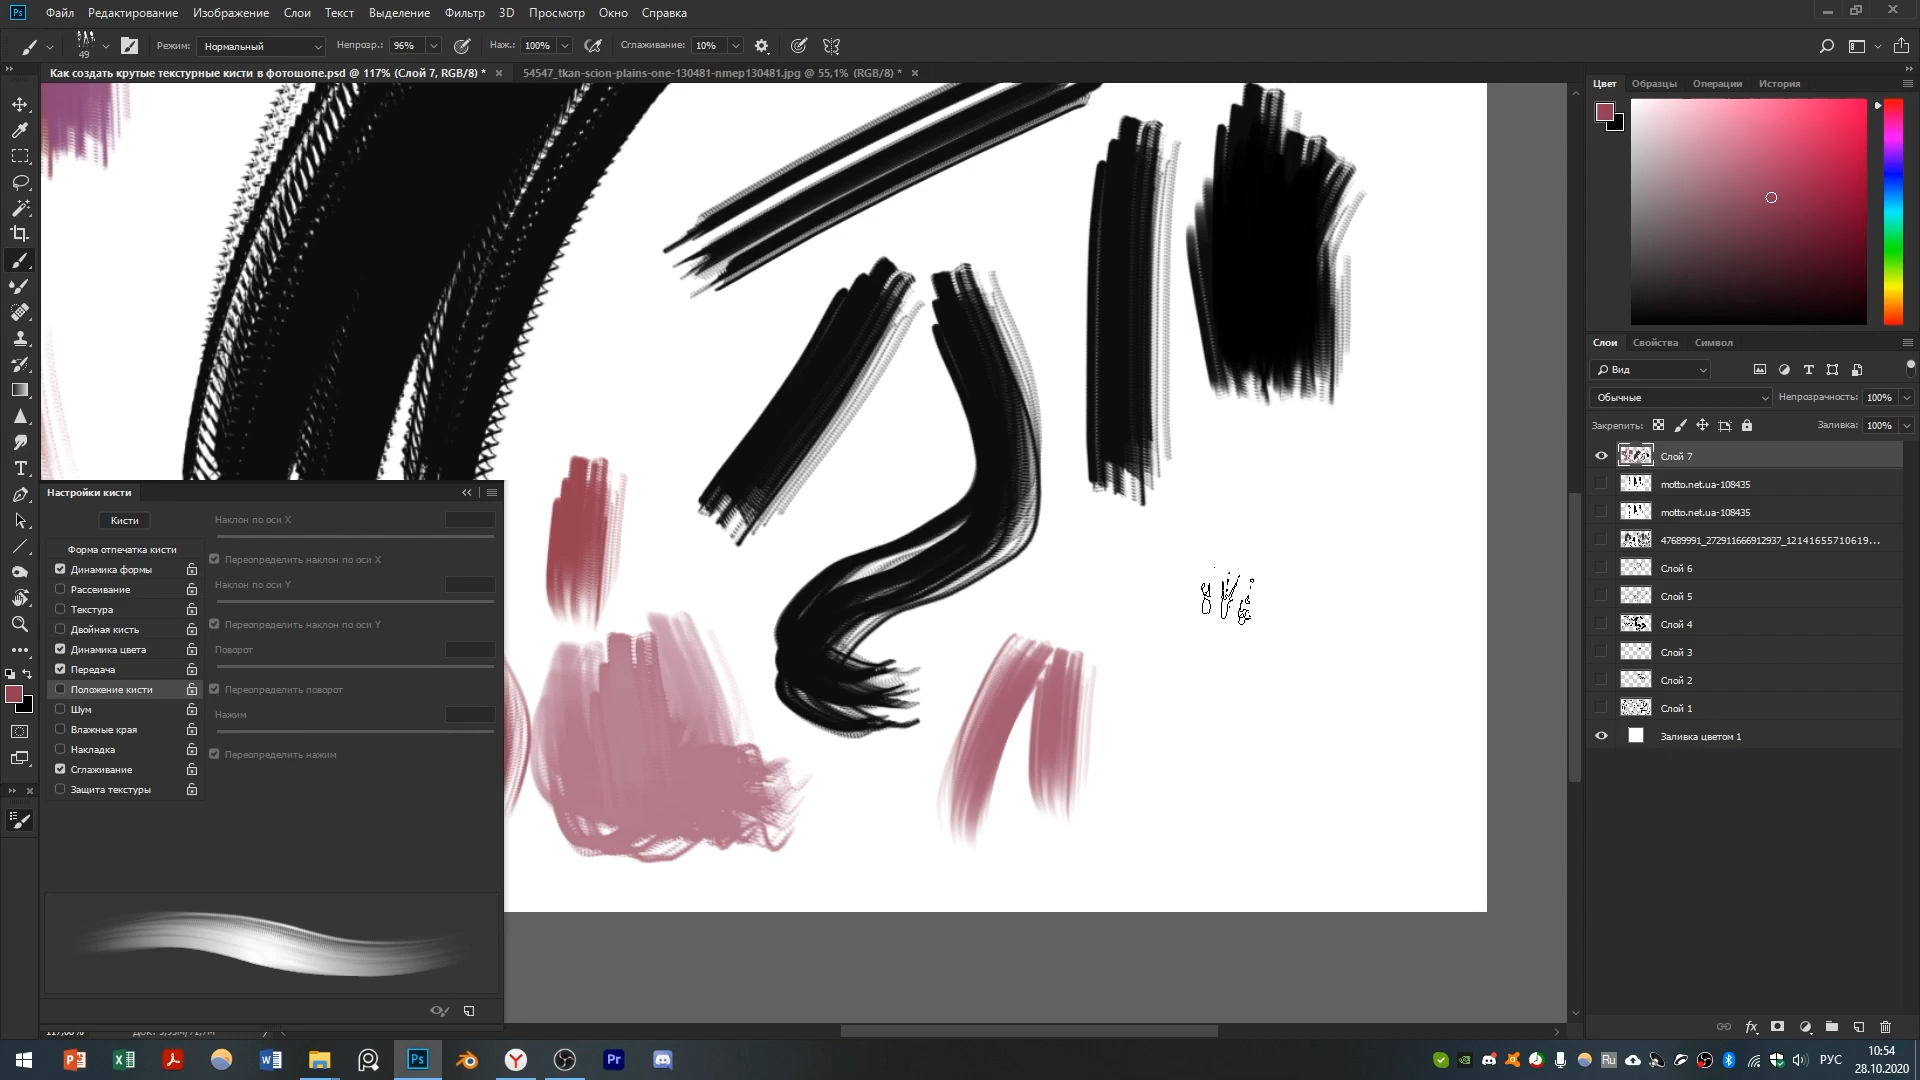 Файл Редактирование Изображение Слои Текст Выделение Фильтр 3D Просмотр Окно Справка
49 Режим: Нормальный Непрозр.: 96% Наж.: 100% Сглаживание: 10%
Как создать крутые текстурные кисти в фотошопе.psd @ 117% (Слой 7, RGB/8) * × 54547_tkan-scion-plains-one-130481-nmep130481.jpg @ 55,1% (RGB/8) * ×
Цвет Образцы Операции История
Слои Свойства Символ
Вид
Обычные Непрозрачность: 100%
Закрепить: Заливка: 100%
Слой 7
motto.net.ua-108435
motto.net.ua-108435
47689991_272911666912937_12141655710619...
Слой 6
Слой 5
Слой 4
Слой 3
Слой 2
Слой 1
Заливка цветом 1
Настройки кисти
Кисти
Форма отпечатка кисти
Динамика формы
Рассеивание
Текстура
Двойная кисть
Динамика цвета
Передача
Положение кисти
Шум
Влажные края
Накладка
Сглаживание
Защита текстуры
Наклон по оси X
Переопределить наклон по оси X
Наклон по оси Y
Переопределить наклон по оси Y
Поворот
Переопределить поворот
Нажим
Переопределить нажим
Ps Pr Ru РУС
10:54
28.10.2020